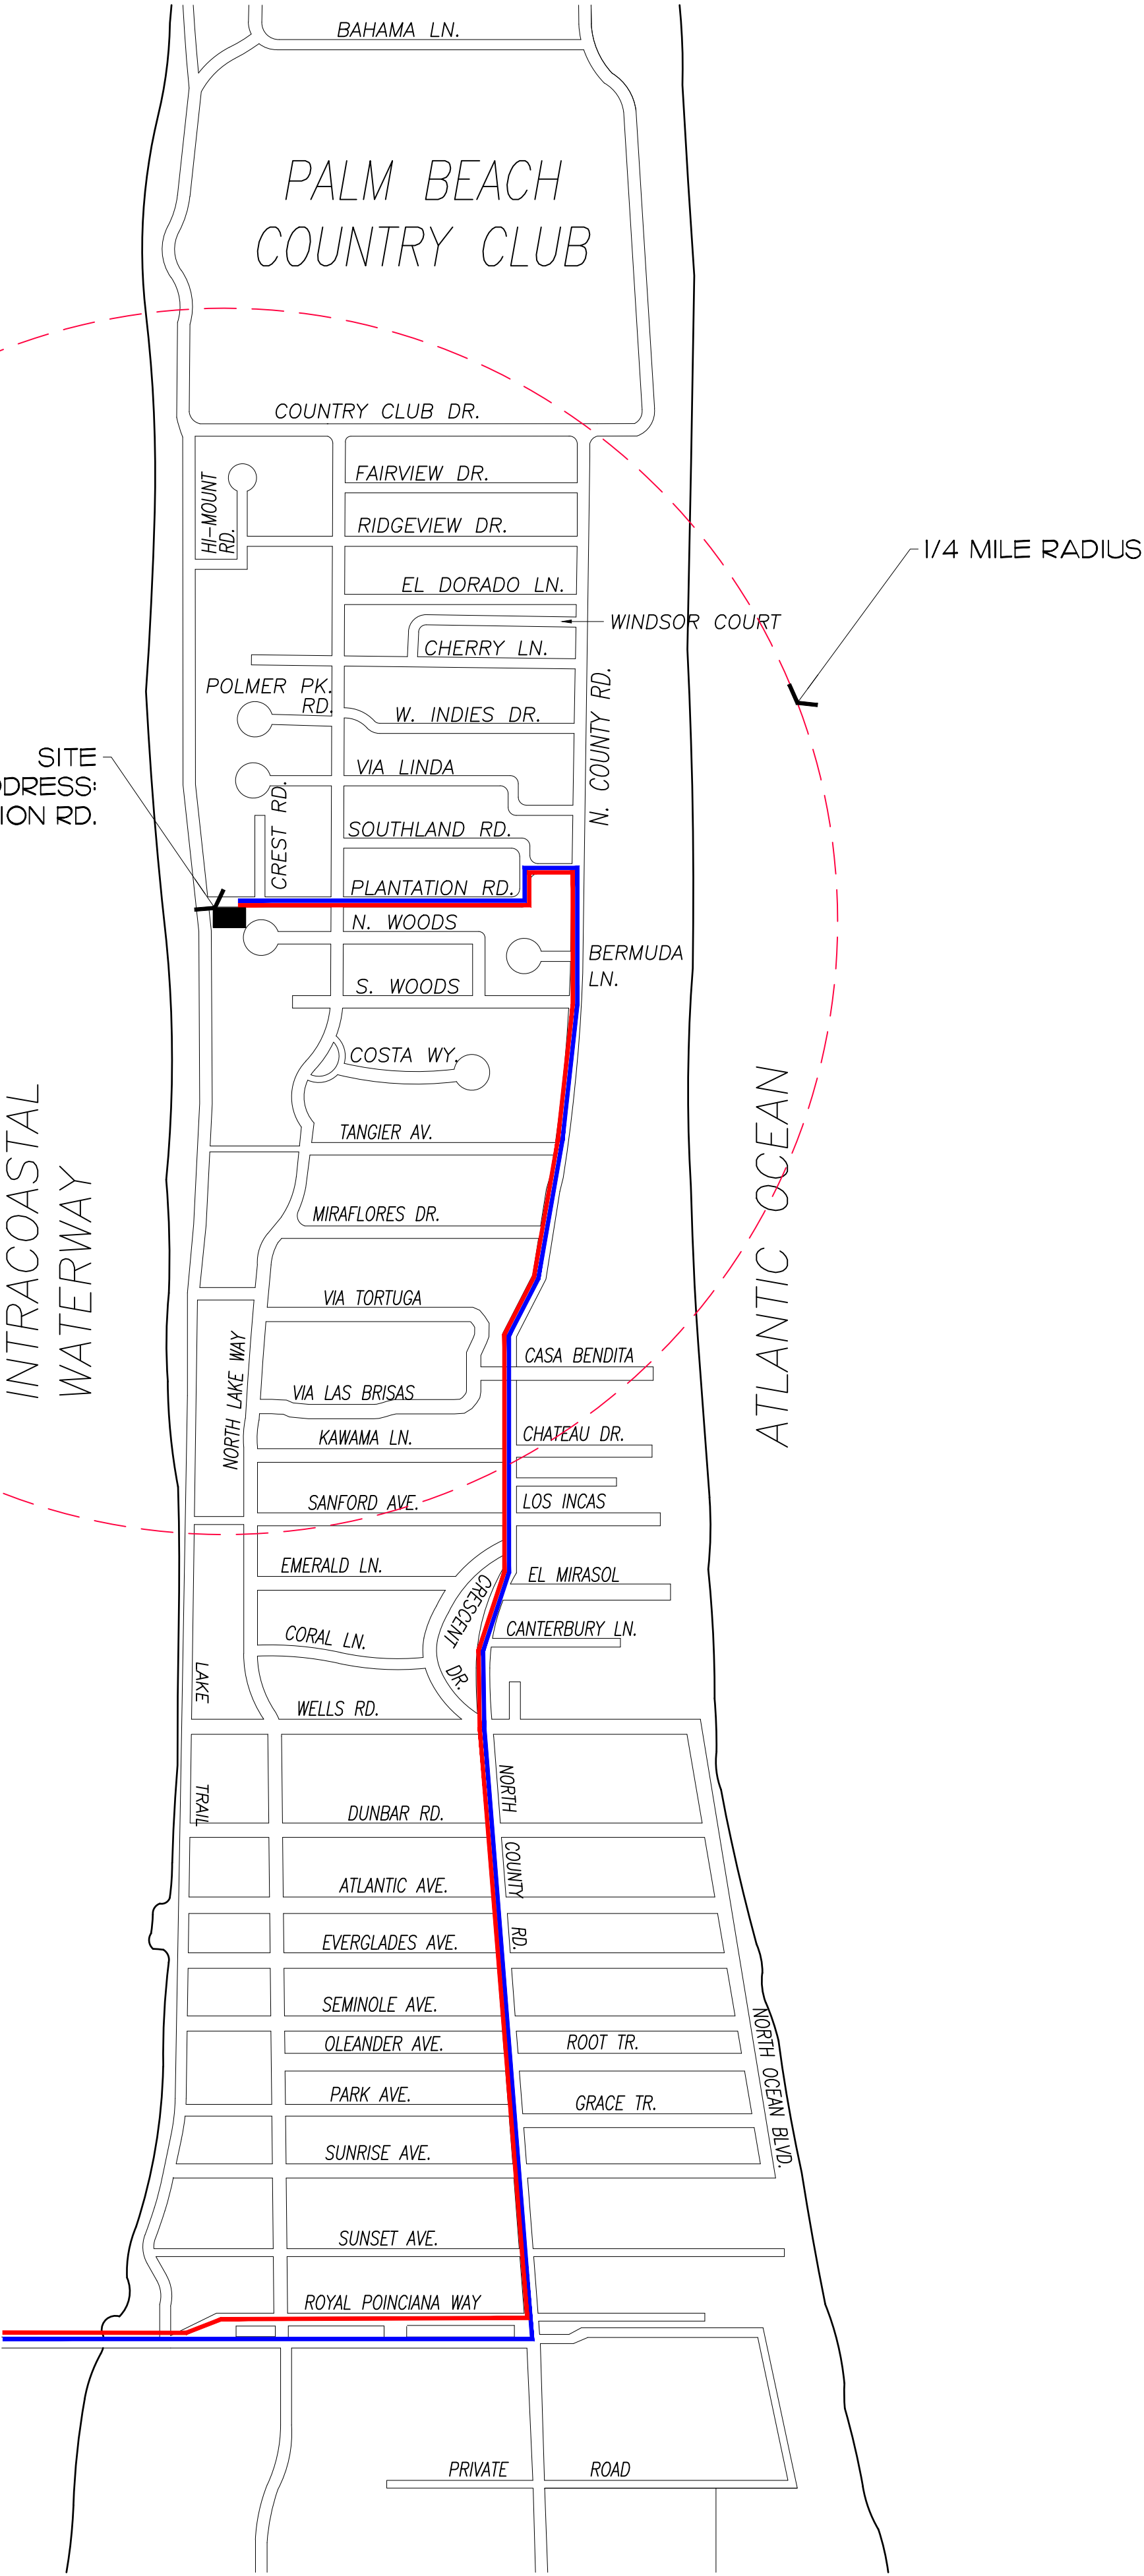 BAHAMA LN.
PALM BEACH
COUNTRY CLUB
COUNTRY CLUB DR.
HI-MOUNT
RD.
FAIRVIEW DR.
RIDGEVIEW DR.
1/4 MILE RADIUS
EL DORADO LN.
WINDSOR COURT
CHERRY LN.
POLMER PK.
RD.
W. INDIES DR.
N. COUNTY RD.
SITE
DDRESS:
ION RD.
VIA LINDA
CREST RD.
SOUTHLAND RD.
PLANTATION RD.
N. WOODS
BERMUDA
LN.
S. WOODS
COSTA WY.
INTRACOASTAL
WATERWAY
ATLANTIC OCEAN
TANGIER AV.
MIRAFLORES DR.
VIA TORTUGA
NORTH LAKE WAY
CASA BENDITA
VIA LAS BRISAS
KAWAMA LN.
CHATEAU DR.
SANFORD AVE.
LOS INCAS
EMERALD LN.
EL MIRASOL
CRESCENT
DR.
CORAL LN.
CANTERBURY LN.
LAKE
TRAIL
WELLS RD.
NORTH
COUNTY
RD.
DUNBAR RD.
ATLANTIC AVE.
EVERGLADES AVE.
SEMINOLE AVE.
OLEANDER AVE.
ROOT TR.
NORTH OCEAN BLVD.
PARK AVE.
GRACE TR.
SUNRISE AVE.
SUNSET AVE.
ROYAL POINCIANA WAY
PRIVATE ROAD